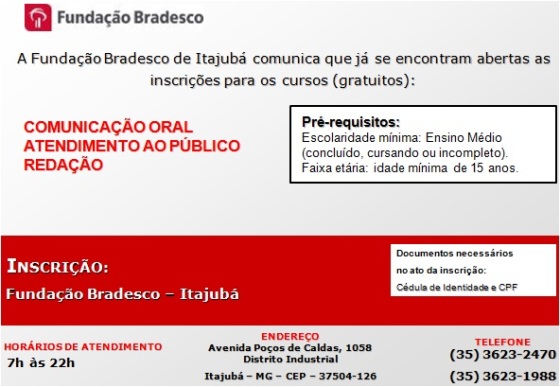 Fundação Bradesco
A Fundação Bradesco de Itajubá comunica que já se encontram abertas as
inscrições para os cursos (gratuitos):
COMUNICAÇÃO ORAL
ATENDIMENTO AO PÚBLICO
REDAÇÃO
Pré-requisitos:
Escolaridade mínima: Ensino Médio
(concluído, cursando ou incompleto).
Faixa etária: idade mínima de 15 anos.
INSCRIÇÃO:
Fundação Bradesco – Itajubá
Documentos necessários
no ato da inscrição:
Cédula de Identidade e CPF
HORÁRIOS DE ATENDIMENTO
7h às 22h
ENDEREÇO
Avenida Poços de Caldas, 1058
Distrito Industrial
Itajubá – MG – CEP – 37504-126
TELEFONE
(35) 3623-2470
(35) 3623-1988